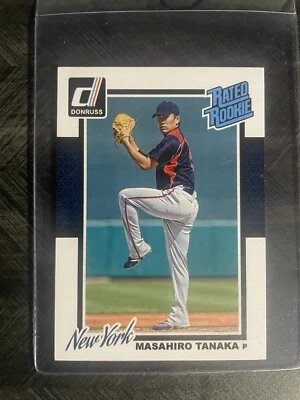 DONRUSS
RATED
ROOKIE
New York
MASAHIRO TANAKA P